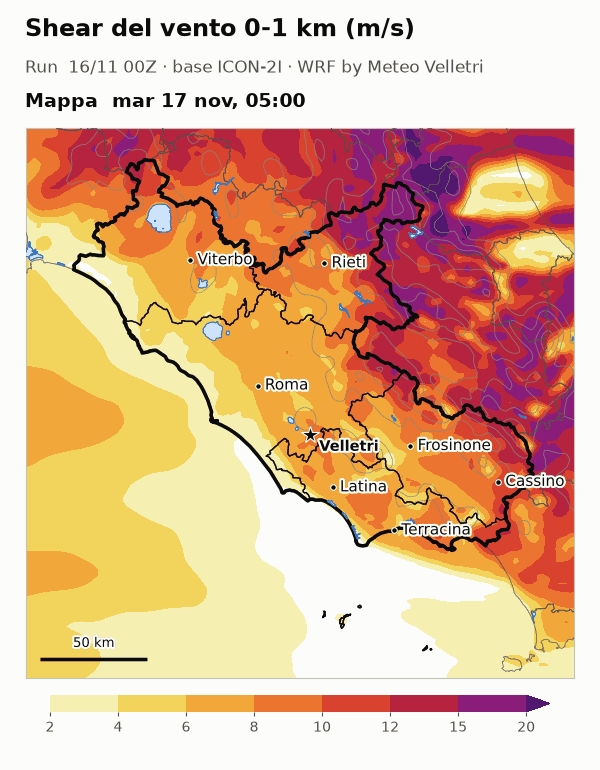 Shear del vento 0-1 km (m/s)
Run 16/11 00Z · base ICON-2I · WRF by Meteo Velletri
Mappa mar 17 nov, 05:00
Viterbo
Rieti
Roma
Velletri
Frosinone
Latina
Cassino
Terracina
50 km
2 4 6 8 10 12 15 20